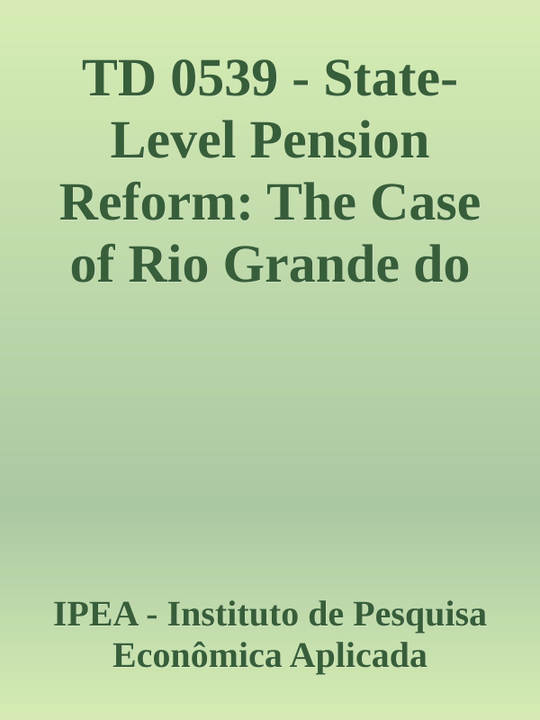 TD 0539 - State-
Level Pension
Reform: The Case
of Rio Grande do
IPEA - Instituto de Pesquisa
Econômica Aplicada